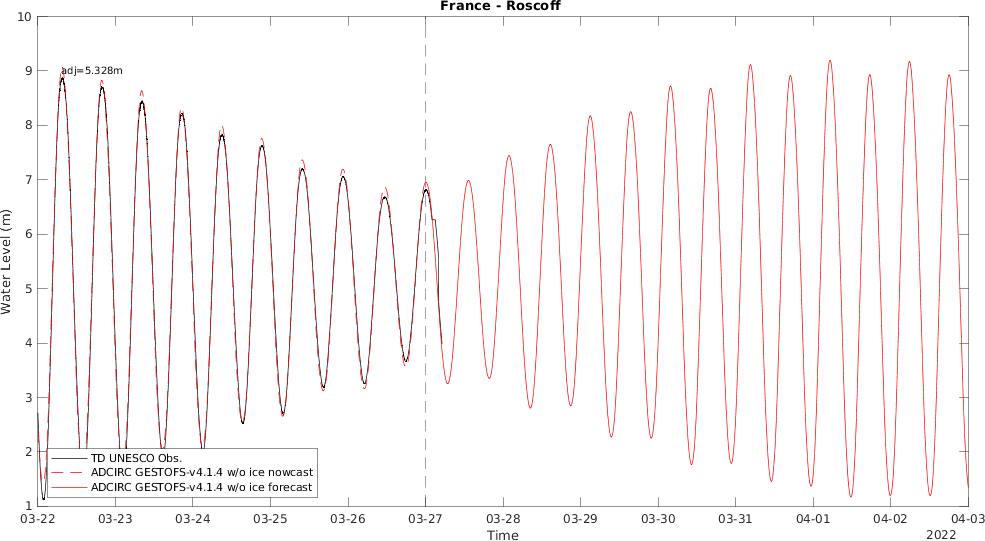 France - Roscoff
10
9
8
7
6
5
4
3
2
1
Water Level (m)
adj=5.328m
TD UNESCO Obs.
ADCIRC GESTOFS-v4.1.4 w/o ice nowcast
ADCIRC GESTOFS-v4.1.4 w/o ice forecast
03-22 03-23 03-24 03-25 03-26 03-27 03-28 03-29 03-30 03-31 04-01 04-02 04-03
Time
2022